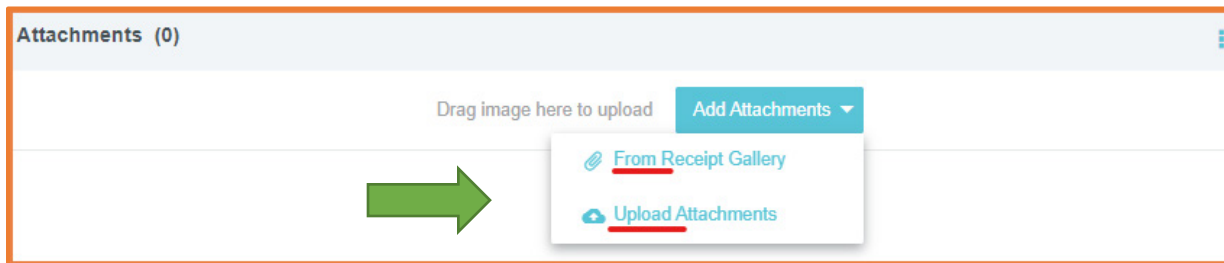 Attachments (0)
Drag image here to upload Add Attachments
From Receipt Gallery
Upload Attachments